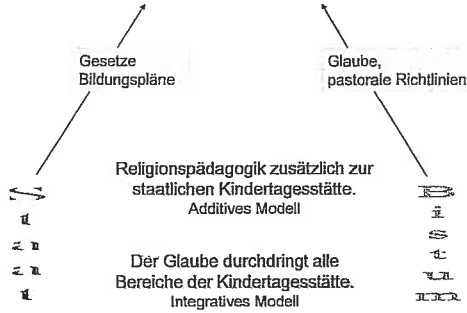 Gesetze
Bildungspläne
Glaube,
pastorale Richtlinien
Religionspädagogik zusätzlich zur
staatlichen Kindertagesstätte.
Additives Modell
Der Glaube durchdringt alle
Bereiche der Kindertagesstätte.
Integratives Modell
B
i
s
t
u
m